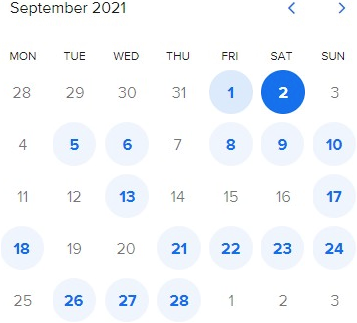 September 2021
MON TUE WED THU FRI SAT SUN
28 29 30 31 1 2 3
4 5 6 7 8 9 10
11 12 13 14 15 16 17
18 19 20 21 22 23 24
25 26 27 28 1 2 3